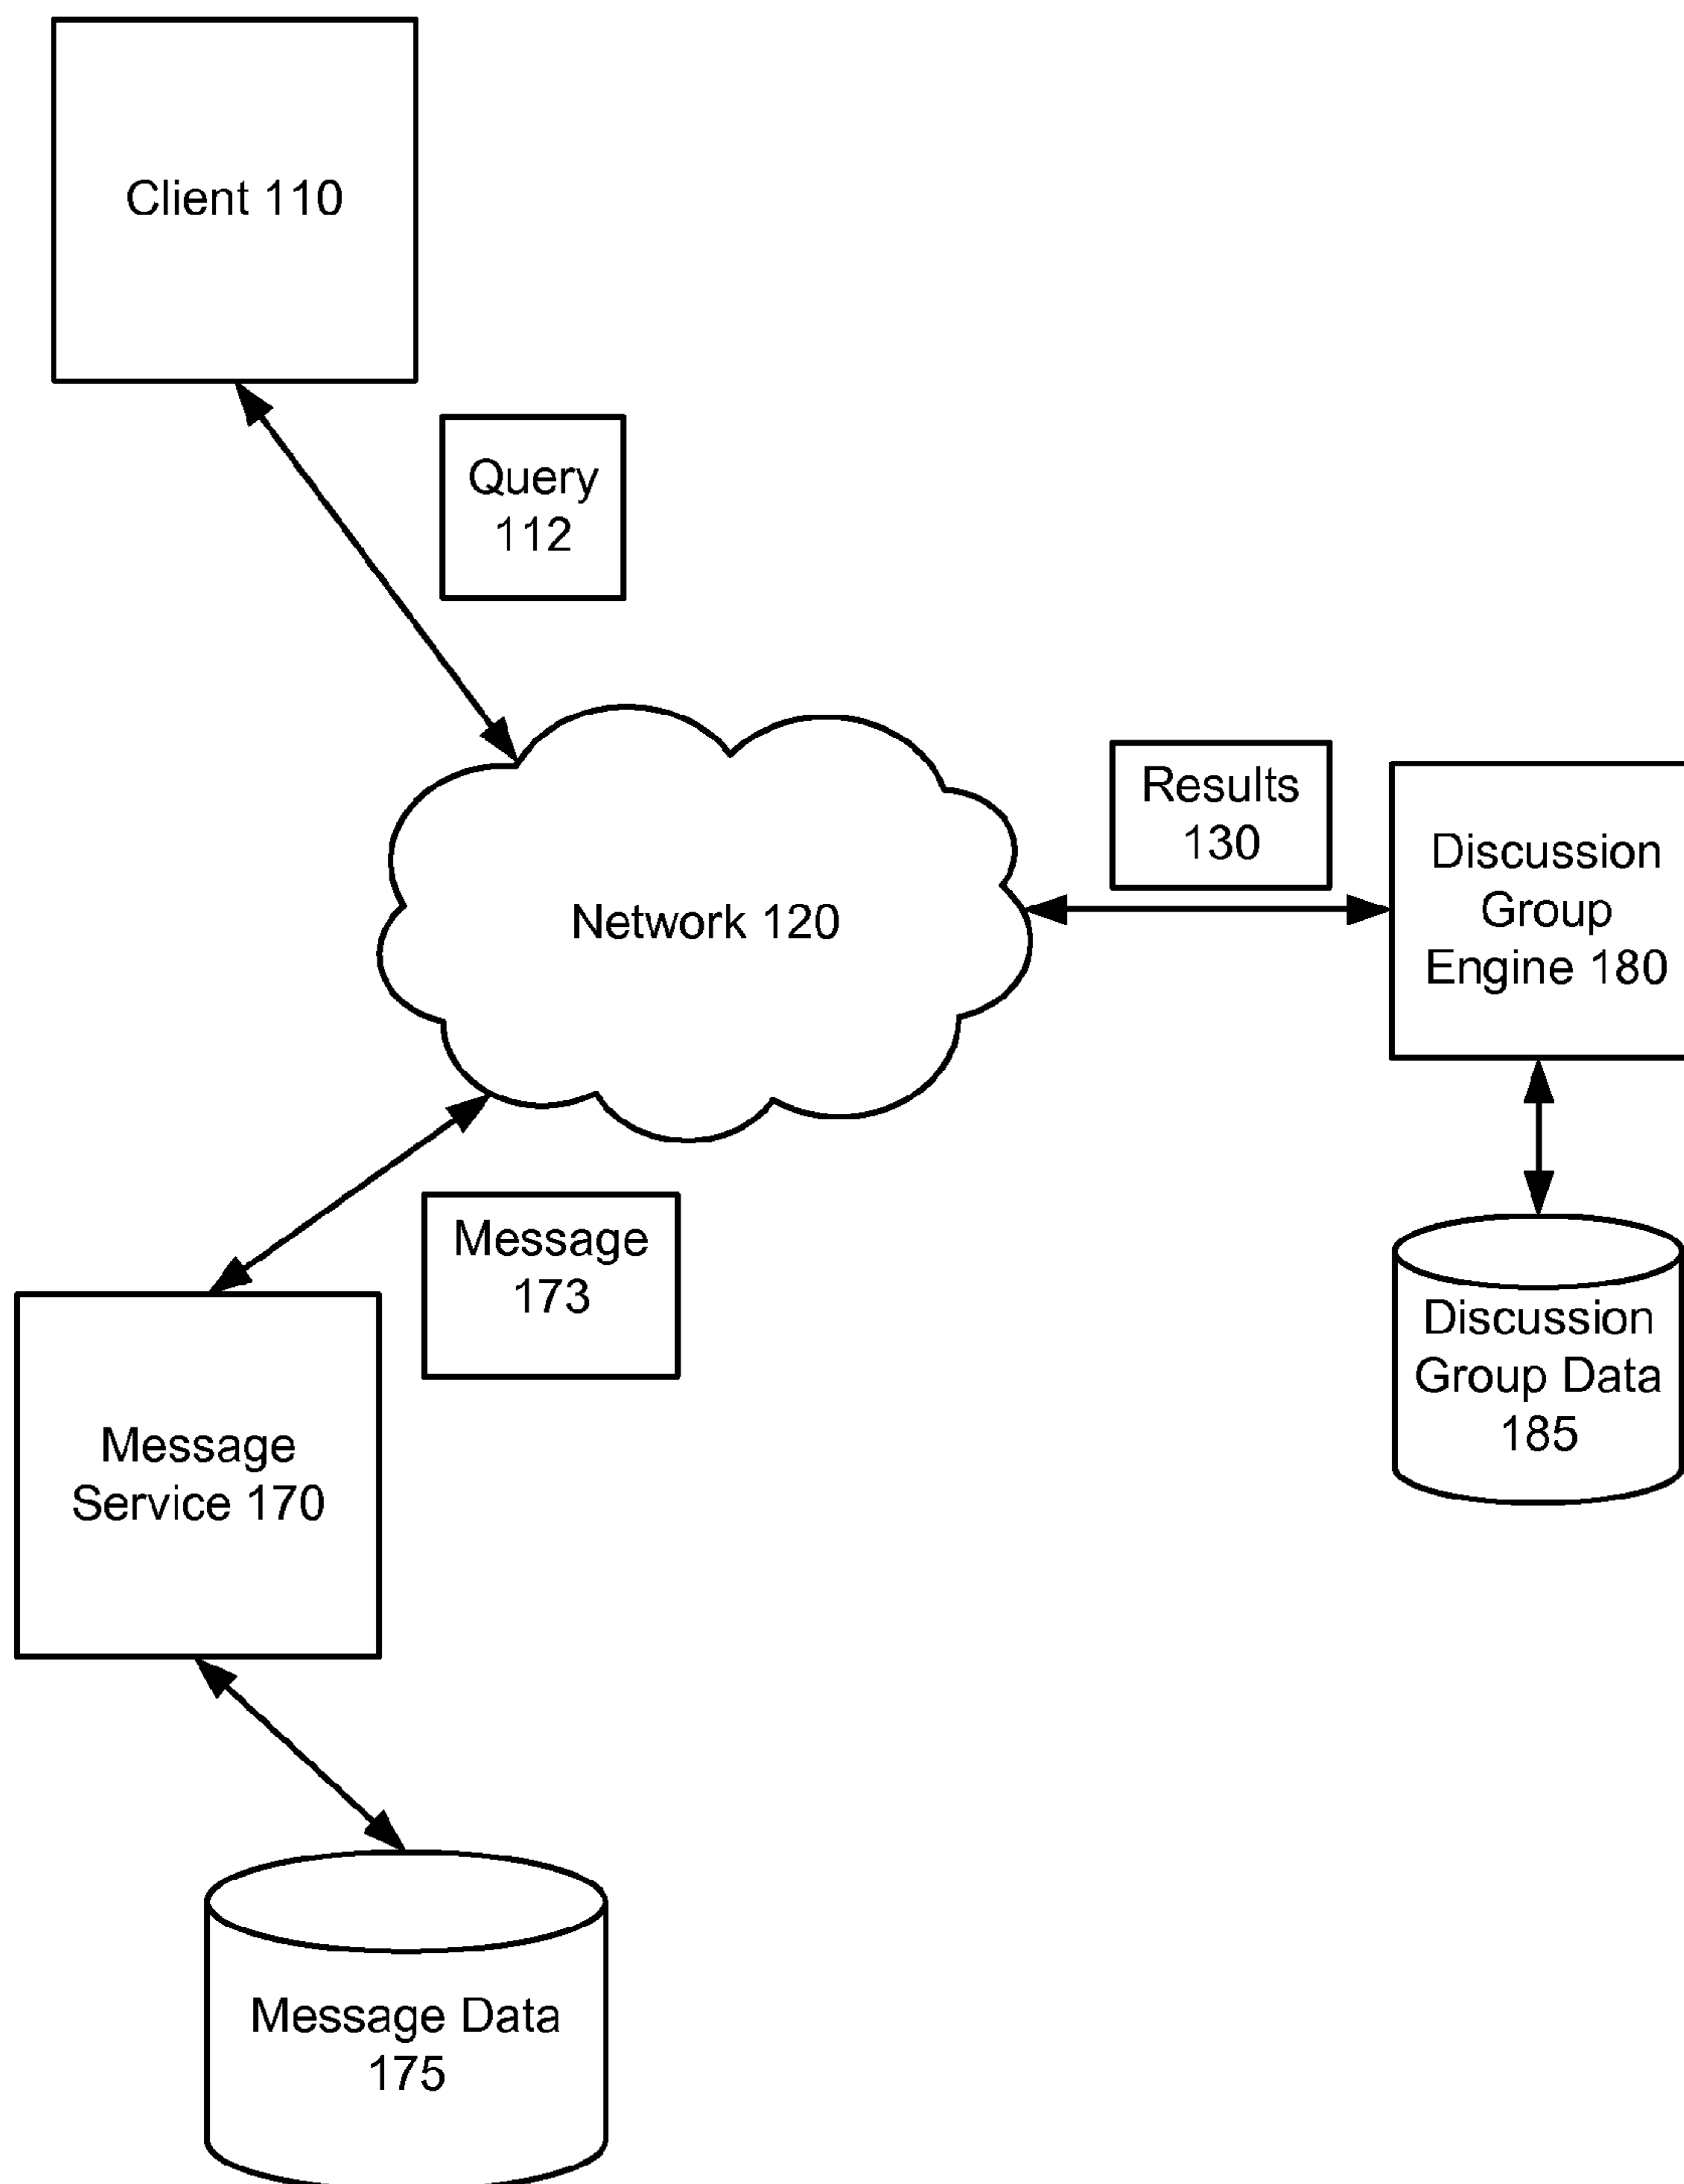 Client 110
Query
112
Results
130
Discussion
Group
Engine 180
Network 120
Message
173
Discussion
Group Data
185
Message
Service 170
Message Data
175